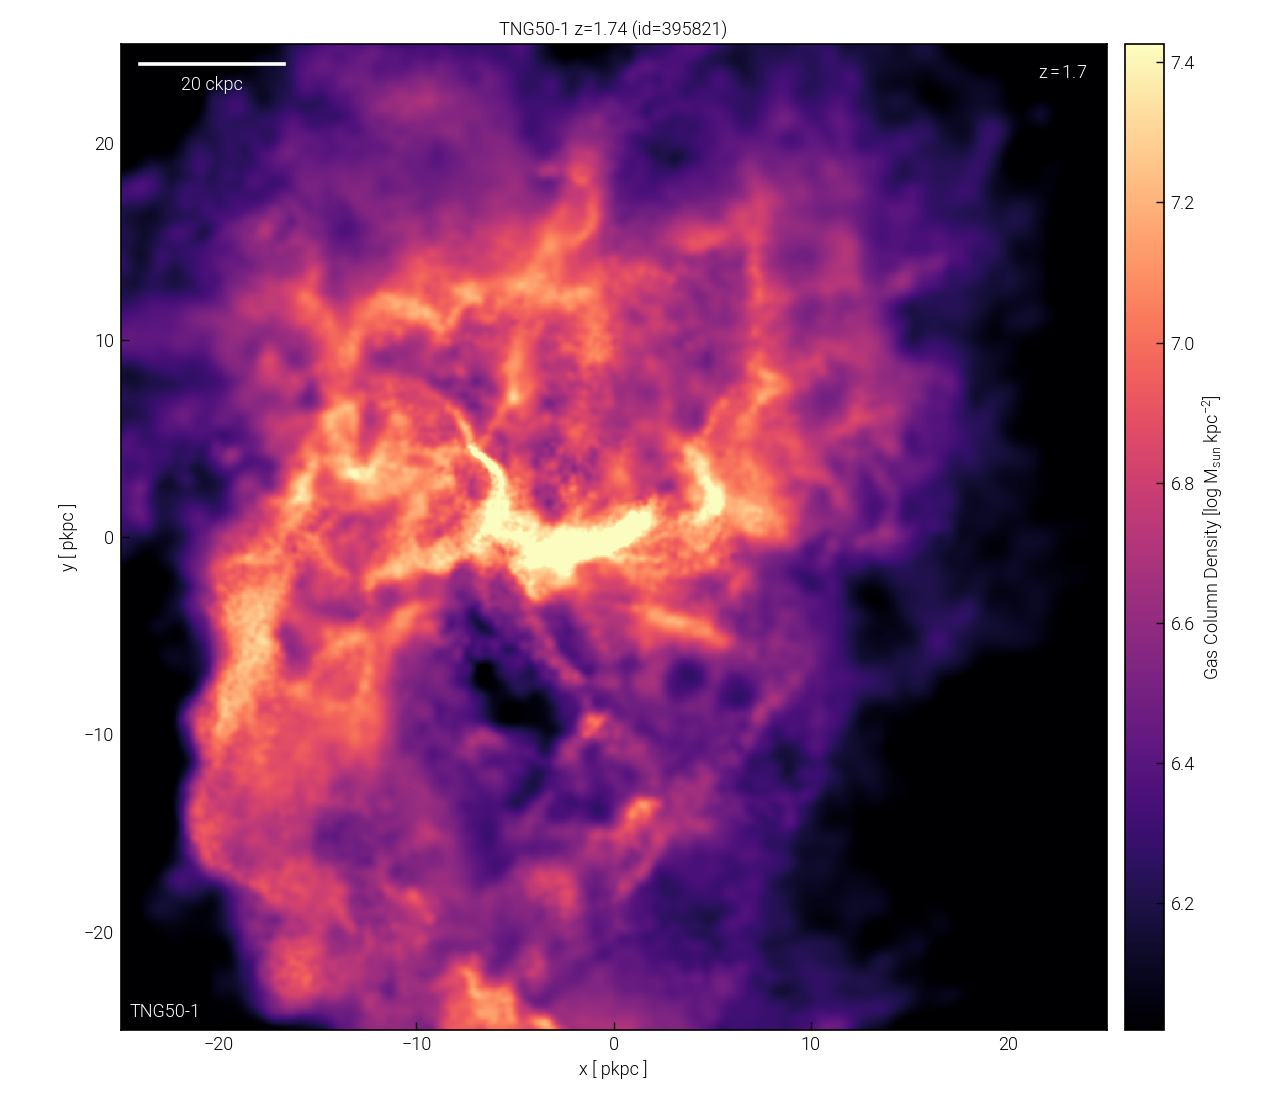 TNG50-1 z=1.74 (id=395821)
20 ckpc
z=1.7
TNG50-1
20
10
0
−10
−20
y [ pkpc ]
−20
−10
0
10
20
x [ pkpc ]
7.4
7.2
7.0
6.8
6.6
6.4
6.2
Gas Column Density [log M_sun kpc^−2]